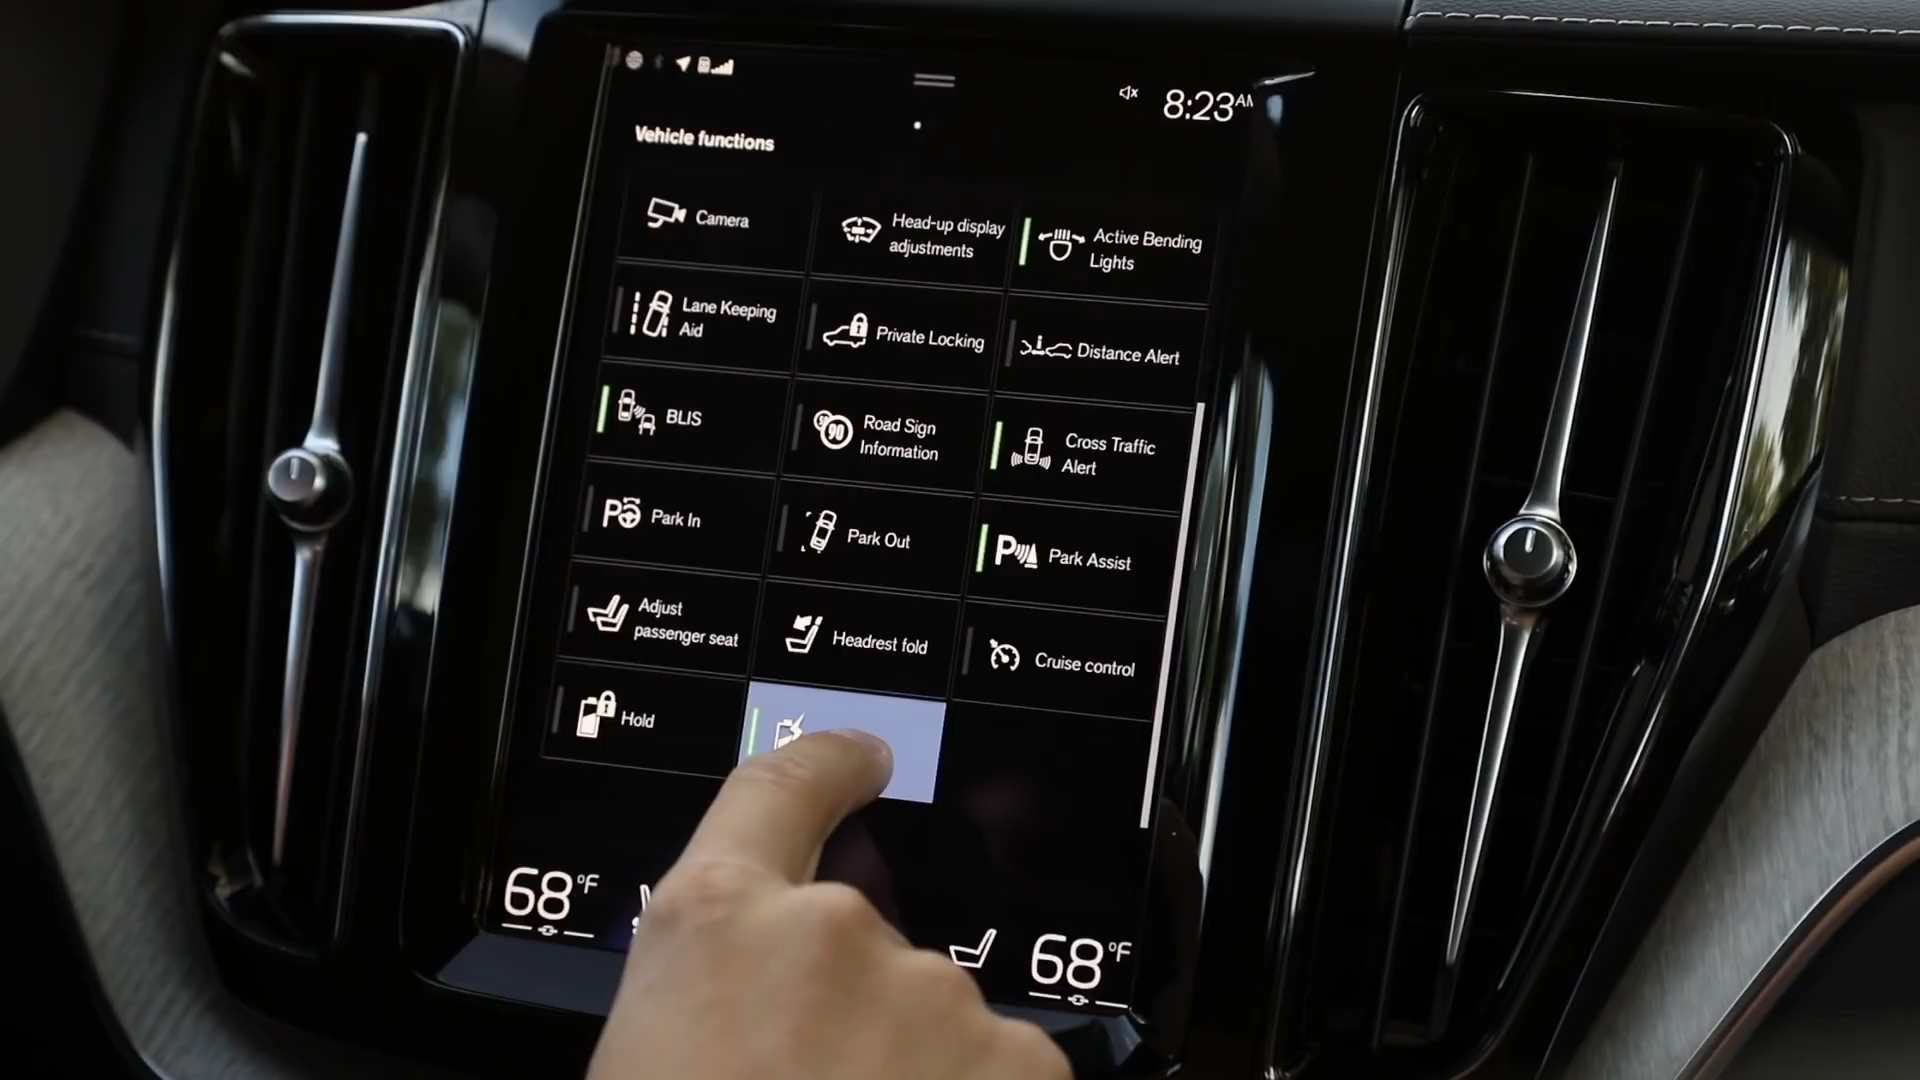 8:23AM
Vehicle functions
Camera
Head-up display
adjustments
Active Bending
Lights
Lane Keeping
Aid
Private Locking
Distance Alert
BLIS
90
Road Sign
Information
Cross Traffic
Alert
P
Park In
Park Out
P
Park Assist
Adjust
passenger seat
Headrest fold
Cruise control
Hold
68°F
68°F